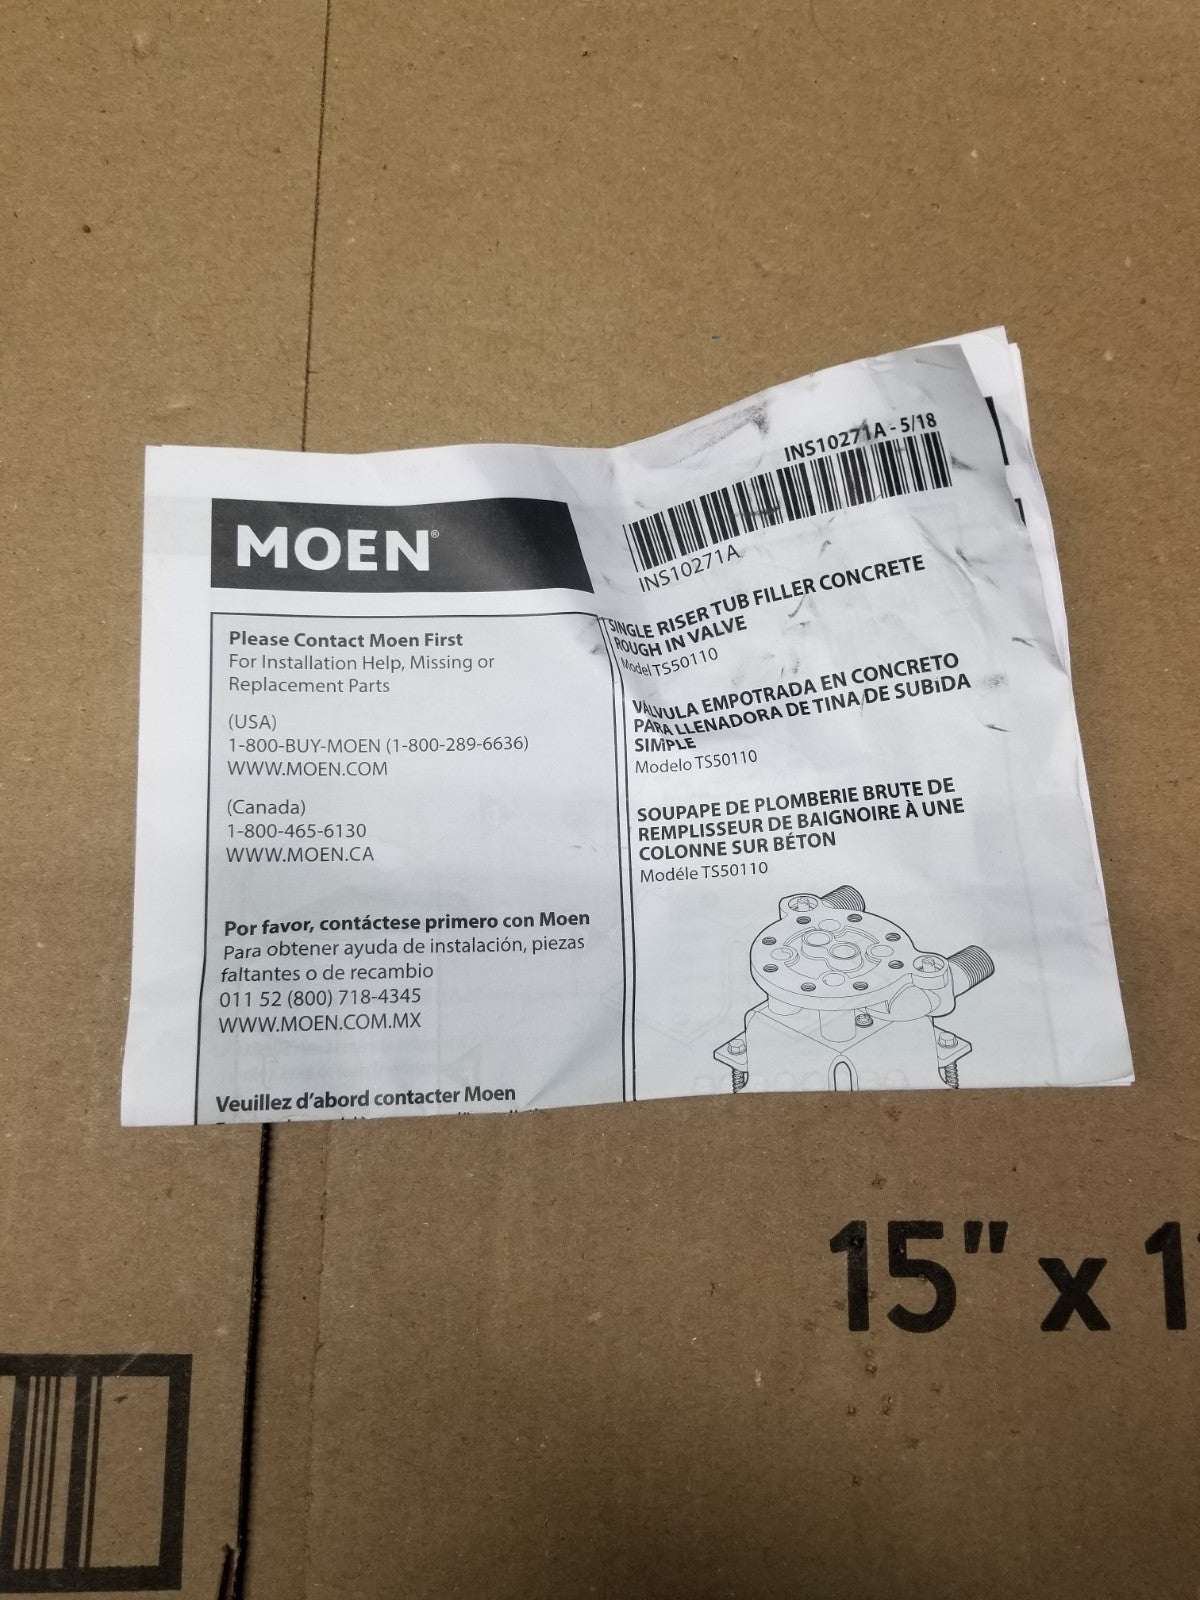 MOEN®
Please Contact Moen First
For Installation Help, Missing or
Replacement Parts
(USA)
1-800-BUY-MOEN (1-800-289-6636)
WWW.MOEN.COM
(Canada)
1-800-465-6130
WWW.MOEN.CA
Por favor, contáctese primero con Moen
Para obtener ayuda de instalación, piezas
faltantes o de recambio
011 52 (800) 718-4345
WWW.MOEN.COM.MX
Veuillez d'abord contacter Moen
INS10271A - 5/18
INS10271A
SINGLE RISER TUB FILLER CONCRETE
ROUGH IN VALVE
Model TS50110
VÁLVULA EMPOTRADA EN CONCRETO
PARA LLENADORA DE TINA DE SUBiDA
SIMPLE
Modelo TS50110
SOUPAPE DE PLOMBERIE BRUTE DE
REMPLISSEUR DE BAIGNOIRE À UNE
COLONNE SUR BÉTON
Modéle TS50110
15" x 1